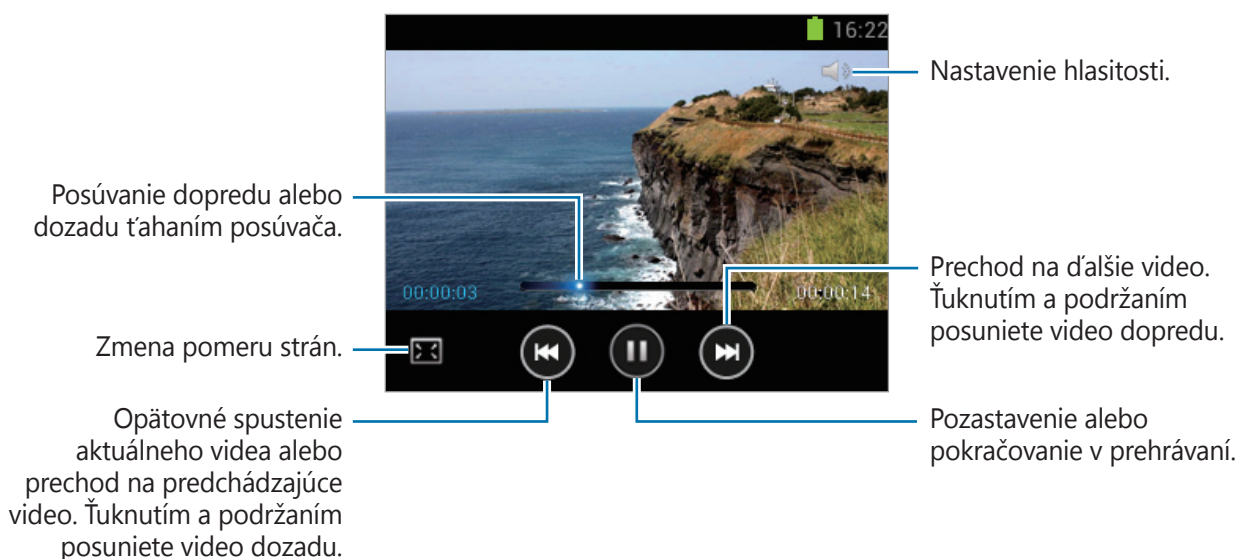 16:22
Nastavenie hlasitosti.
Posúvanie dopredu alebo
dozadu ťahaním posúvača.
00:00:03
00:00:14
Prechod na ďalšie video.
Ťuknutím a podržaním
posuniete video dopredu.
Zmena pomeru strán.
Opätovné spustenie
aktuálneho videa alebo
prechod na predchádzajúce
video. Ťuknutím a podržaním
posuniete video dozadu.
Pozastavenie alebo
pokračovanie v prehrávaní.